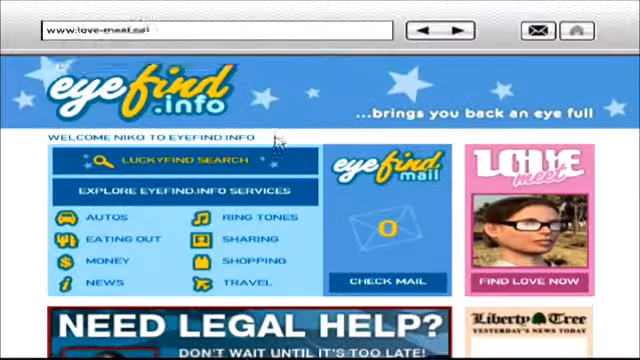 www.love-meet.net
eyefind
.info
...brings you back an eye full
WELCOME NIKO TO EYEFIND.INFO
LUCKYFIND SEARCH
EXPLORE EYEFIND.INFO SERVICES
AUTOS
RING TONES
EATING OUT
SHARING
MONEY
SHOPPING
NEWS
TRAVEL
eyefind
mail
0
CHECK MAIL
LOVE
meet
FIND LOVE NOW
NEED LEGAL HELP?
DON'T WAIT UNTIL IT'S TOO LATE!
Liberty Tree
YESTERDAY'S NEWS TODAY